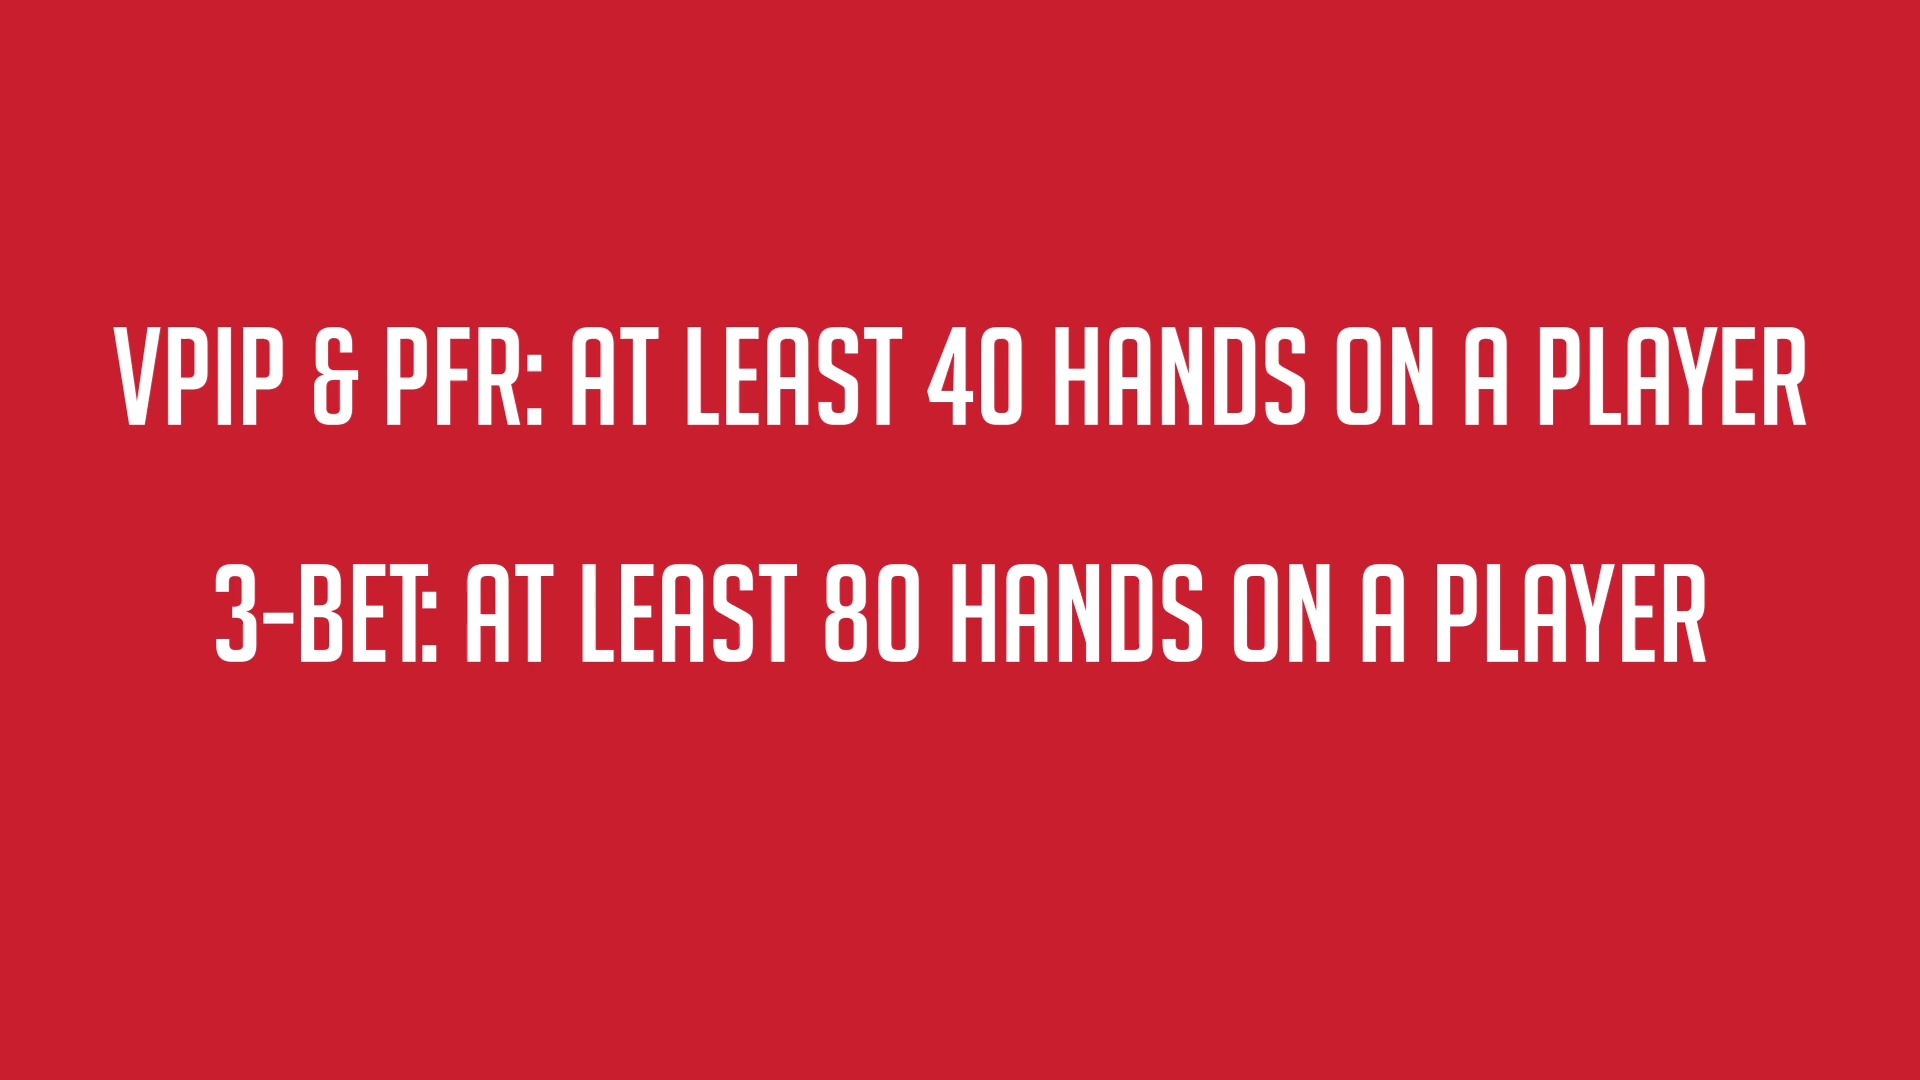 VPIP & PFR: AT LEAST 40 HANDS ON A PLAYER
3-BET: AT LEAST 80 HANDS ON A PLAYER